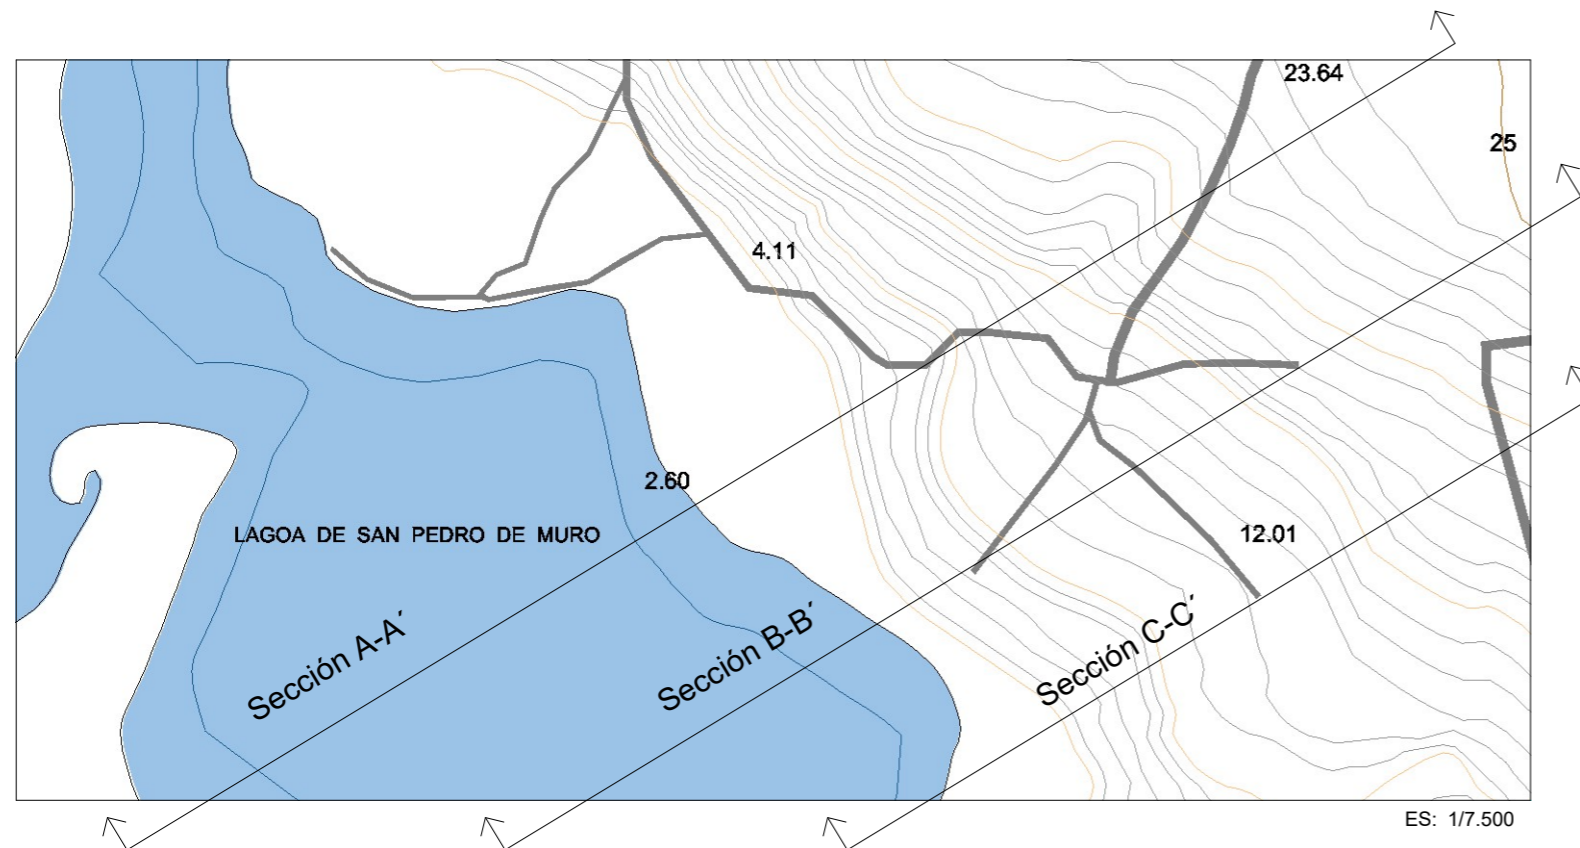 23.64
25
4.11
2.60
LAGOA DE SAN PEDRO DE MURO
12.01
Sección A-A´
Sección B-B´
Sección C-C´
ES: 1/7.500